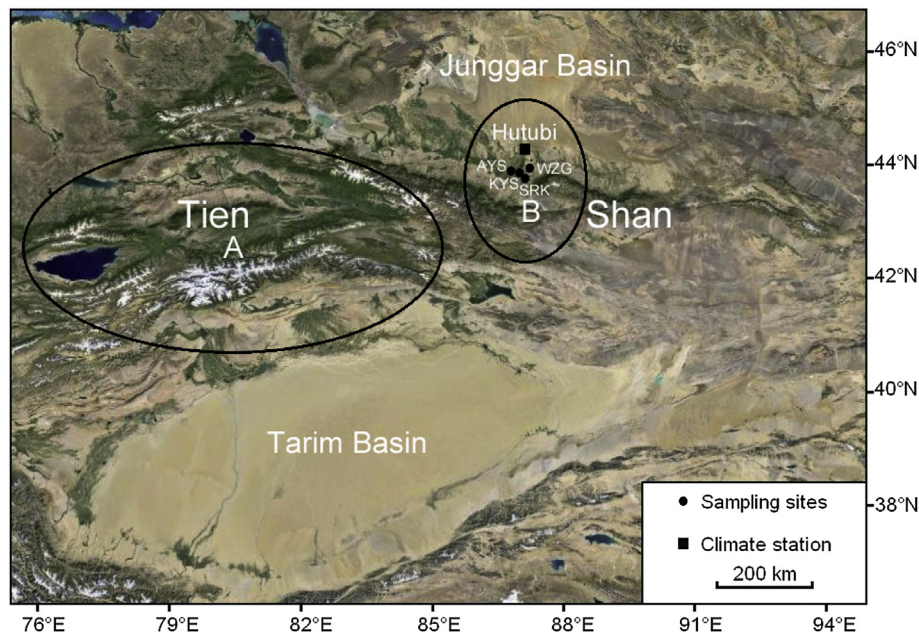 46°N
Junggar Basin
Hutubi
44°N
AYS
WZG
KYS
SRK
Tien
Shan
A
B
42°N
40°N
Tarim Basin
38°N
Sampling sites
Climate station
200 km
76°E 79°E 82°E 85°E 88°E 91°E 94°E